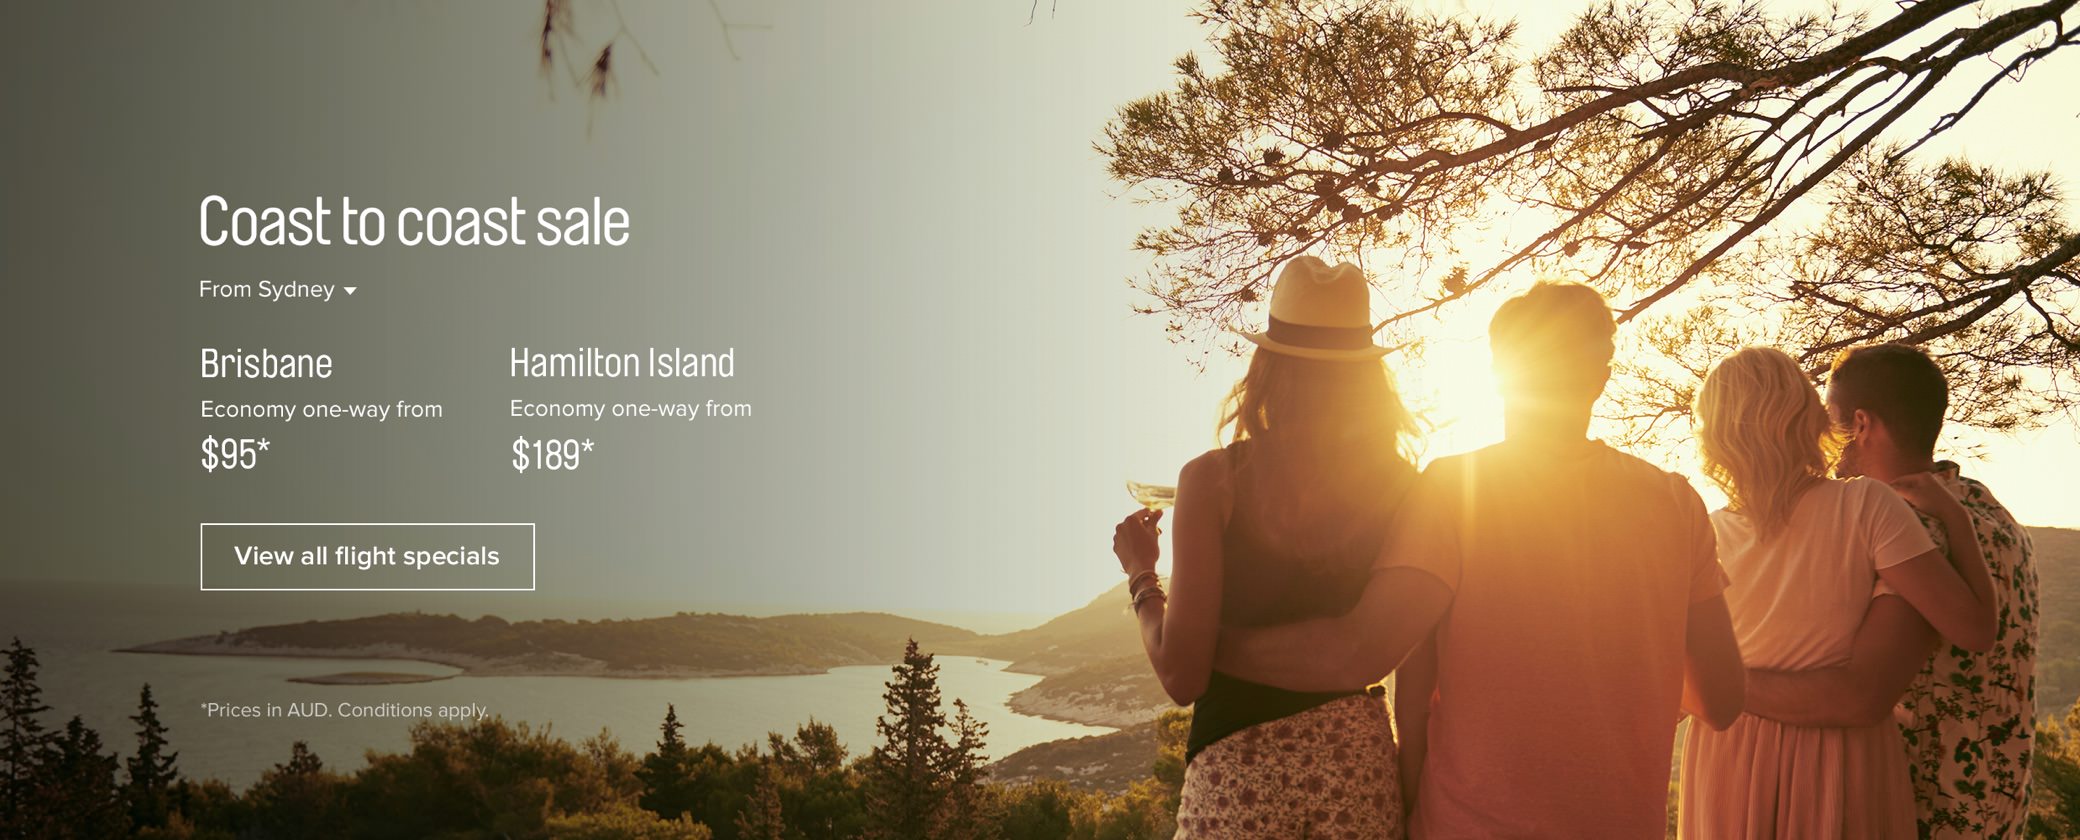 Coast to coast sale
From Sydney
Brisbane
Economy one-way from
$95*
Hamilton Island
Economy one-way from
$189*
View all flight specials
*Prices in AUD. Conditions apply.